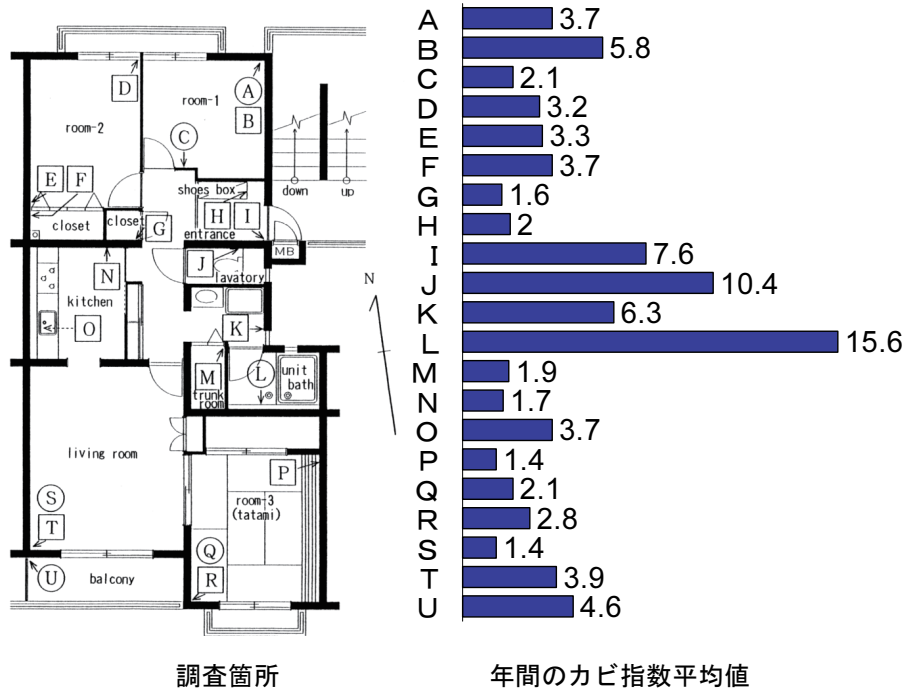 A 3.7
B 5.8
C 2.1
D 3.2
E 3.3
F 3.7
G 1.6
H 2
I 7.6
J 10.4
K 6.3
L 15.6
M 1.9
N 1.7
O 3.7
P 1.4
Q 2.1
R 2.8
S 1.4
T 3.9
U 4.6
D
room-1
A
B
room-2
C
E F
shoes box
down up
H I
closet closet
G
entrance
MB
J
lavatory
N
kitchen
O
K
N
M
trunk room
L
unit bath
living room
P
room-3
(tatami)
S
T
Q
R
U
balcony
調査箇所
年間のカビ指数平均値